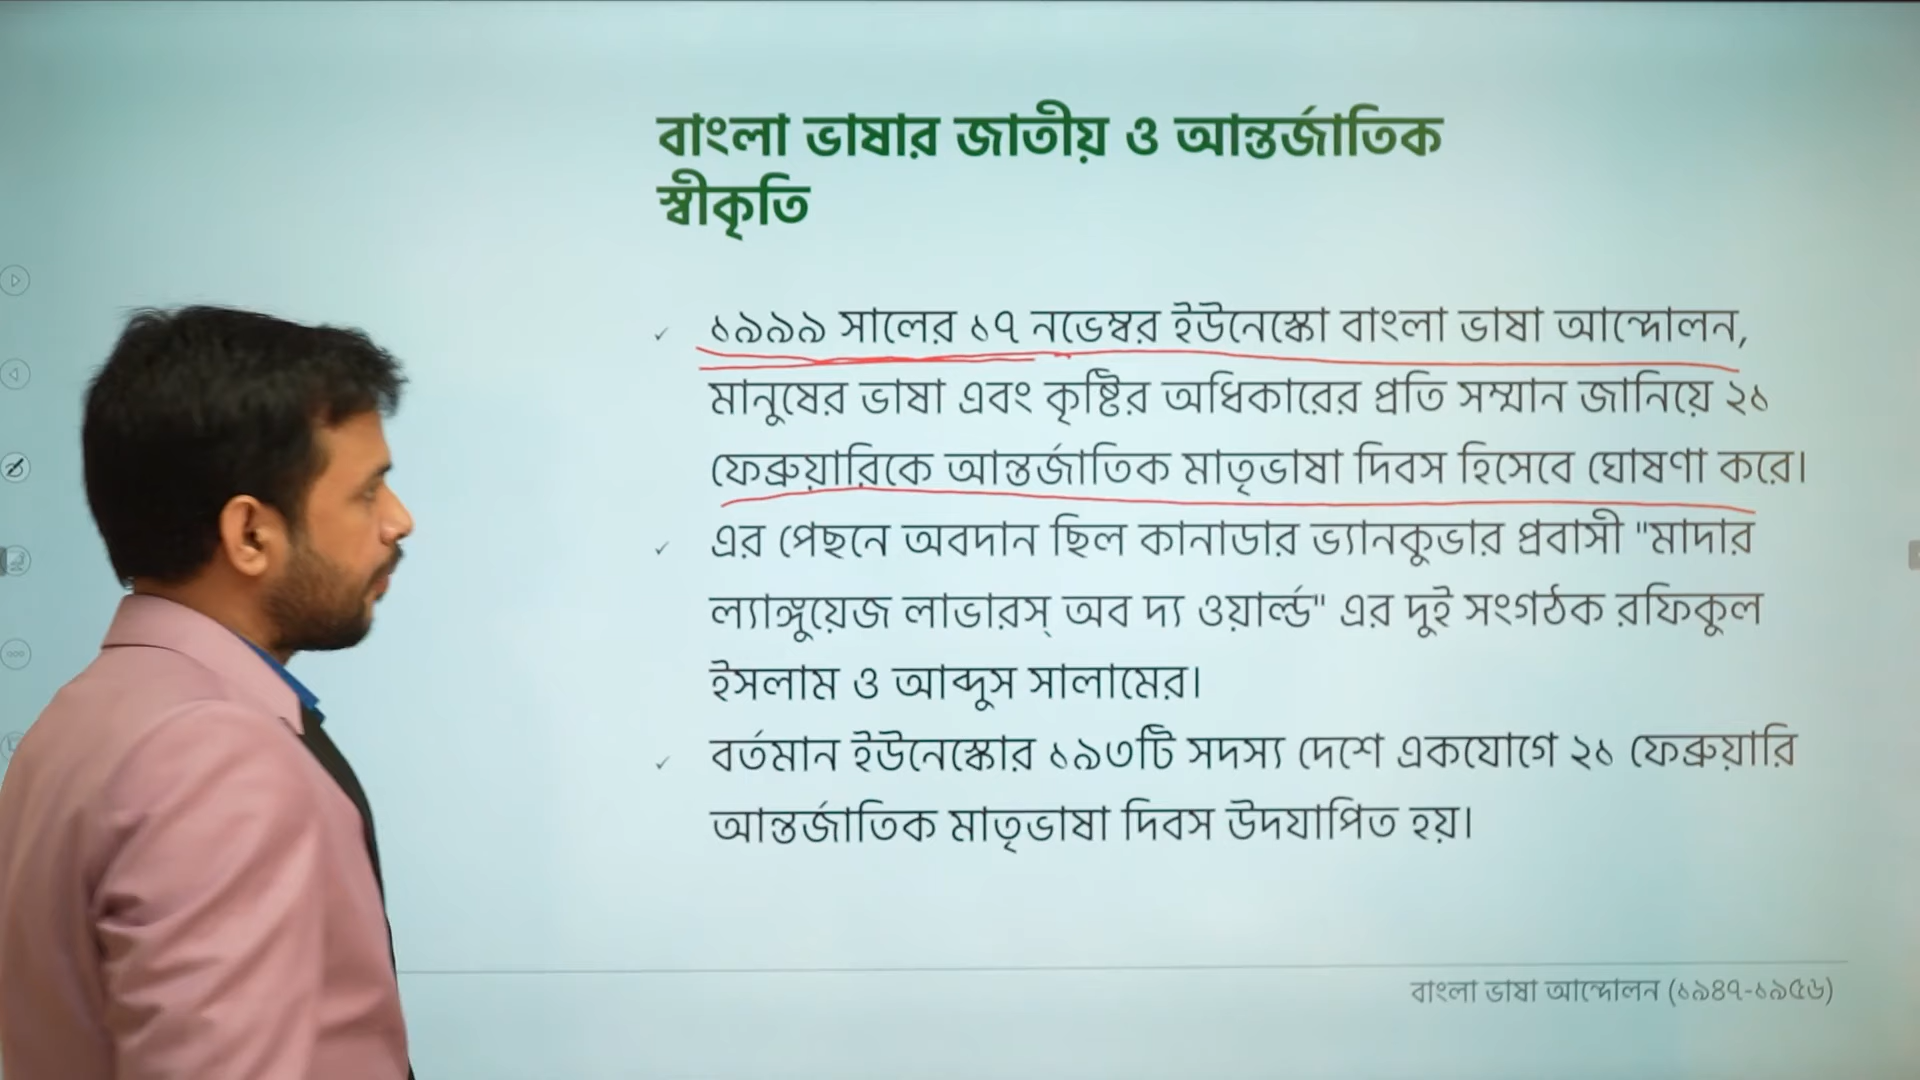 বাংলা ভাষার জাতীয় ও আন্তর্জাতিক
স্বীকৃতি
১৯৯৯ সালের ১৭ নভেম্বর ইউনেস্কো বাংলা ভাষা আন্দোলন,
মানুষের ভাষা এবং কৃষ্টির অধিকারের প্রতি সম্মান জানিয়ে ২১
ফেব্রুয়ারিকে আন্তর্জাতিক মাতৃভাষা দিবস হিসেবে ঘোষণা করে।
এর পেছনে অবদান ছিল কানাডার ভ্যানকুভার প্রবাসী "মাদার
ল্যাঙ্গুয়েজ লাভারস্ অব দ্য ওয়ার্ল্ড" এর দুই সংগঠক রফিকুল
ইসলাম ও আব্দুস সালামের।
বর্তমান ইউনেস্কোর ১৯৩টি সদস্য দেশে একযোগে ২১ ফেব্রুয়ারি
আন্তর্জাতিক মাতৃভাষা দিবস উদযাপিত হয়।
বাংলা ভাষা আন্দোলন (১৯৪৭-১৯৫৬)